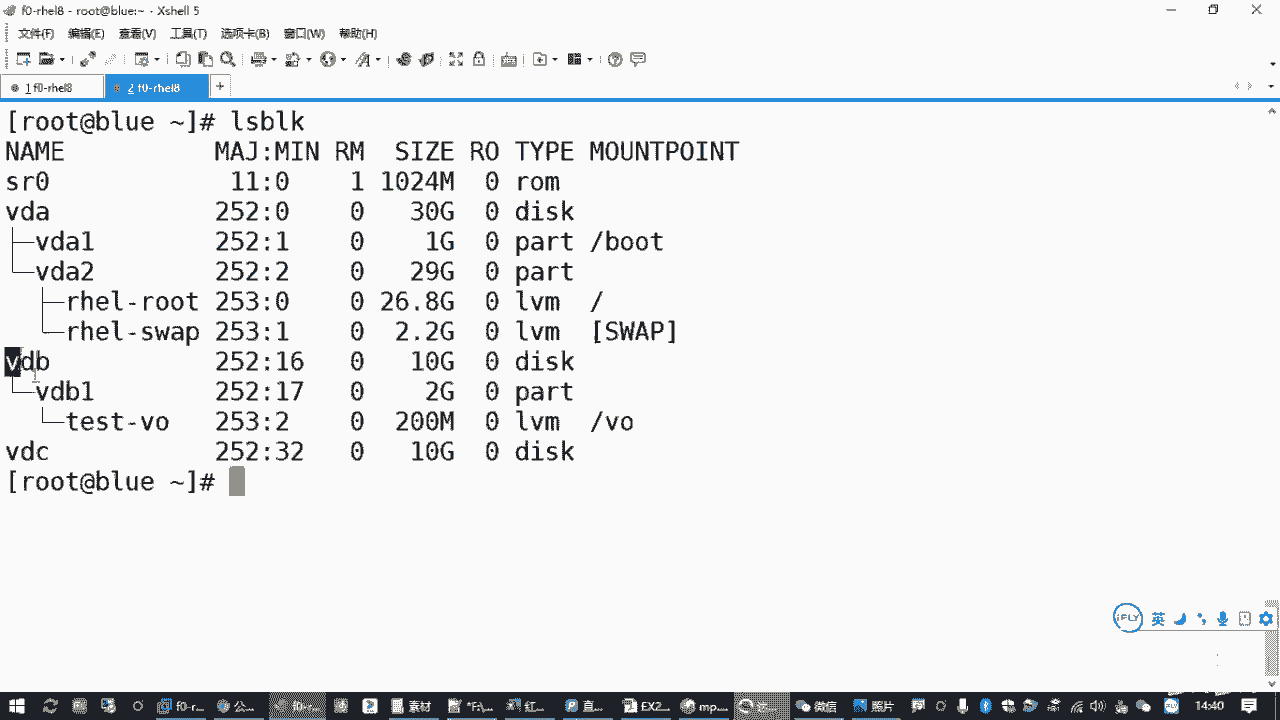 f0-rhel8 - root@blue:~ - Xshell 5
文件(F) 编辑(E) 查看(V) 工具(T) 选项卡(B) 窗口(W) 帮助(H)
1 f0-rhel8 2 f0-rhel8 +
[root@blue ~]# lsblk
NAME MAJ:MIN RM SIZE RO TYPE MOUNTPOINT
sr0 11:0 1 1024M 0 rom
vda 252:0 0 30G 0 disk
├─vda1 252:1 0 1G 0 part /boot
└─vda2 252:2 0 29G 0 part
├─rhel-root 253:0 0 26.8G 0 lvm /
└─rhel-swap 253:1 0 2.2G 0 lvm [SWAP]
vdb 252:16 0 10G 0 disk
└─vdb1 252:17 0 2G 0 part
└─test-vo 253:2 0 200M 0 lvm /vo
vdc 252:32 0 10G 0 disk
[root@blue ~]#
iFLY 英
f0-r... 公... 素材 "FA... 红... 直... EX2... mp... 微信 照片 14:40